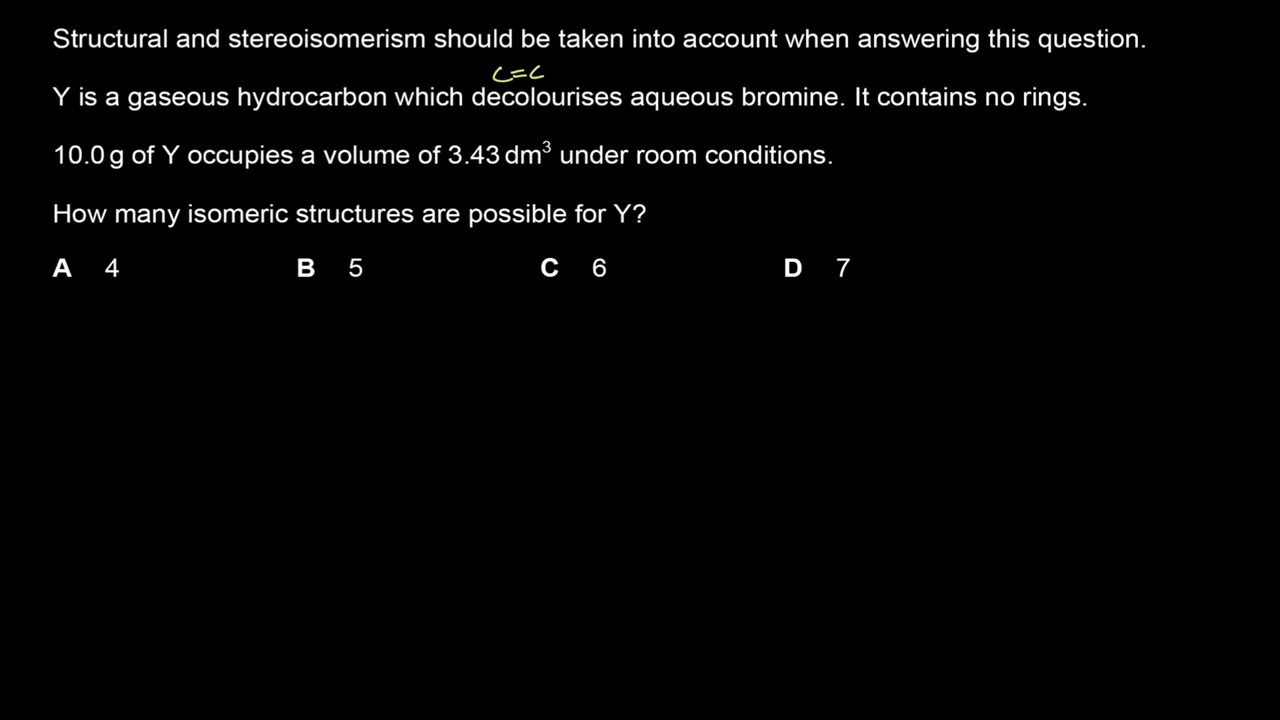 Structural and stereoisomerism should be taken into account when answering this question.
C=C
Y is a gaseous hydrocarbon which decolourises aqueous bromine. It contains no rings.
10.0 g of Y occupies a volume of 3.43 dm³ under room conditions.
How many isomeric structures are possible for Y?
A 4 B 5 C 6 D 7